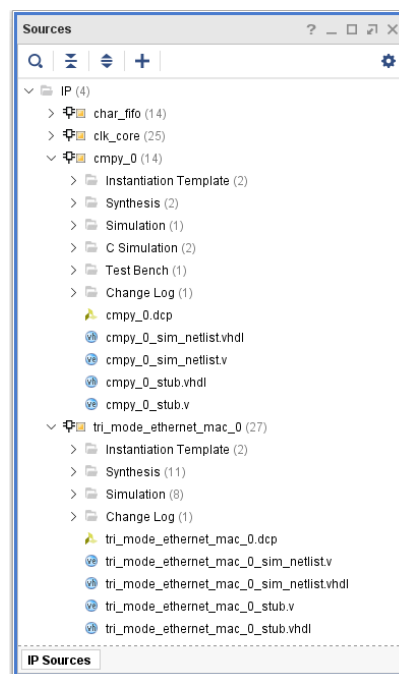 Sources
IP (4)
char_fifo (14)
clk_core (25)
cmpy_0 (14)
Instantiation Template (2)
Synthesis (2)
Simulation (1)
C Simulation (2)
Test Bench (1)
Change Log (1)
cmpy_0.dcp
cmpy_0_sim_netlist.vhdl
cmpy_0_sim_netlist.v
cmpy_0_stub.vhdl
cmpy_0_stub.v
tri_mode_ethernet_mac_0 (27)
Instantiation Template (2)
Synthesis (11)
Simulation (8)
Change Log (1)
tri_mode_ethernet_mac_0.dcp
tri_mode_ethernet_mac_0_sim_netlist.v
tri_mode_ethernet_mac_0_sim_netlist.vhdl
tri_mode_ethernet_mac_0_stub.v
tri_mode_ethernet_mac_0_stub.vhdl
IP Sources